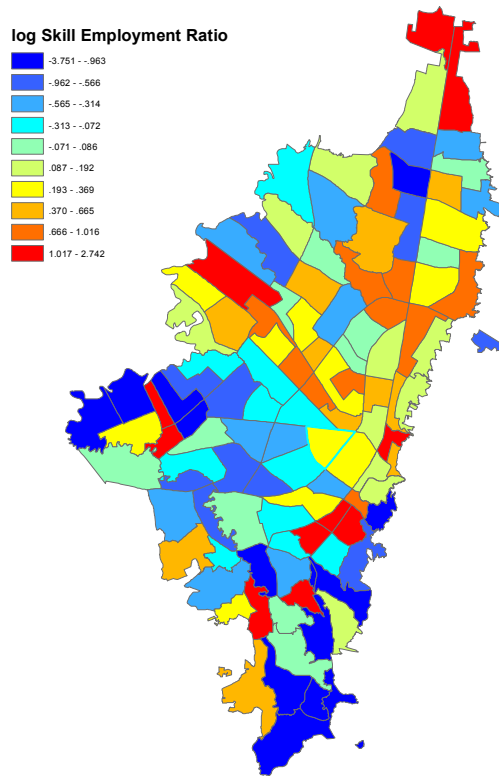 log Skill Employment Ratio
-3.751 - -.963
-.962 - -.566
-.565 - -.314
-.313 - -.072
-.071 - .086
.087 - .192
.193 - .369
.370 - .665
.666 - 1.016
1.017 - 2.742